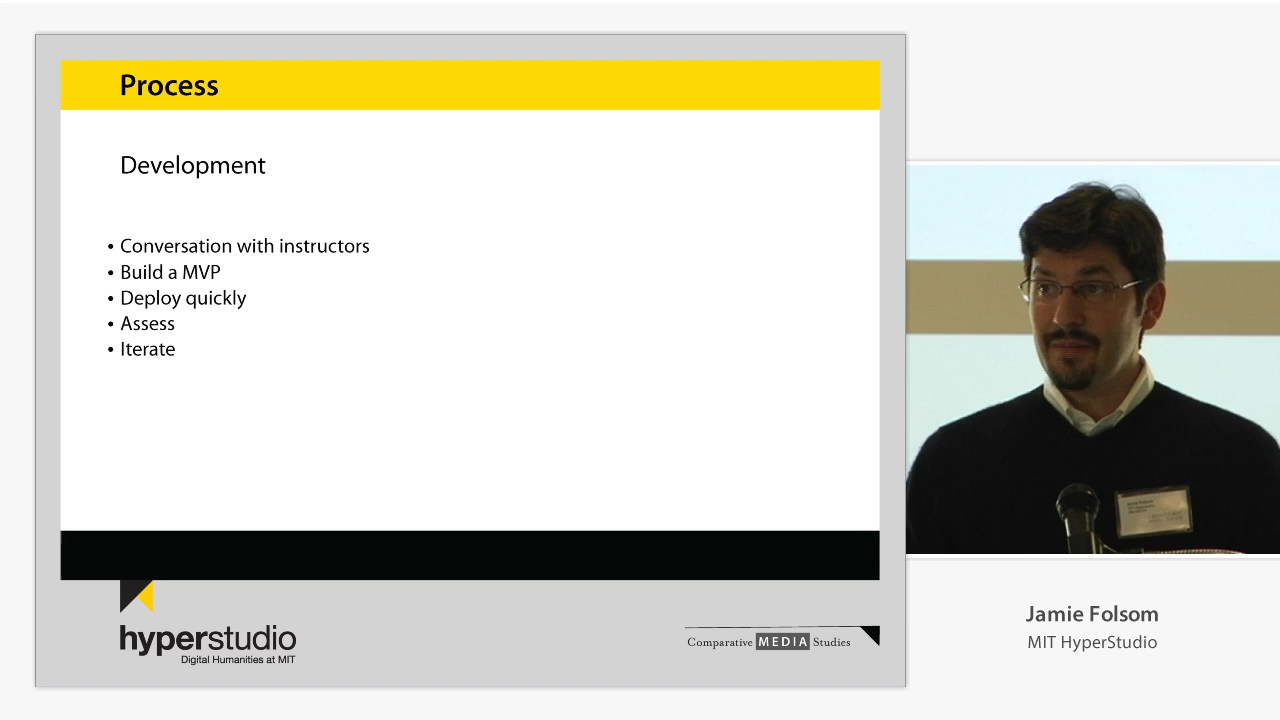 Process
Development
• Conversation with instructors
• Build a MVP
• Deploy quickly
• Assess
• Iterate
hyperstudio
Digital Humanities at MIT
Comparative MEDIA Studies
Jamie Folsom
MIT HyperStudio